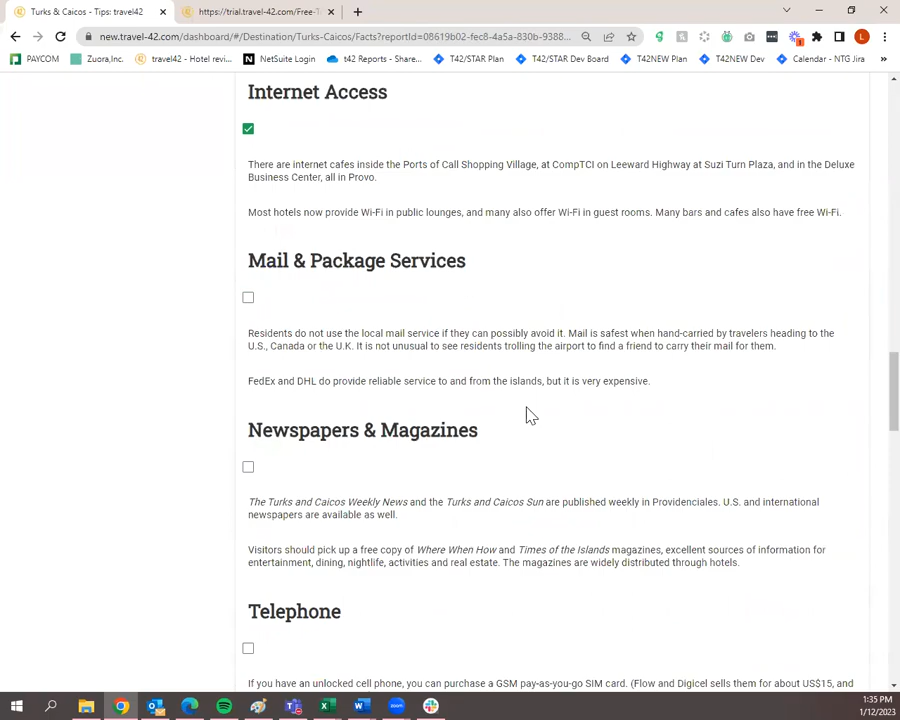 Turks & Caicos - Tips: travel42
https://trial.travel-42.com/Free-T
new.travel-42.com/dashboard/#/Destination/Turks-Caicos/Facts?reportId=08619b02-fec8-4a5a-830b-9388...
PAYCOM
Zuora,Inc.
travel42 - Hotel revi...
NetSuite Login
t42 Reports - Share...
T42/STAR Plan
T42/STAR Dev Board
T42NEW Plan
T42NEW Dev
Calendar - NTG Jira
Internet Access
There are internet cafes inside the Ports of Call Shopping Village, at CompTCI on Leeward Highway at Suzi Turn Plaza, and in the Deluxe
Business Center, all in Provo.
Most hotels now provide Wi-Fi in public lounges, and many also offer Wi-Fi in guest rooms. Many bars and cafes also have free Wi-Fi.
Mail & Package Services
Residents do not use the local mail service if they can possibly avoid it. Mail is safest when hand-carried by travelers heading to the
U.S., Canada or the U.K. It is not unusual to see residents trolling the airport to find a friend to carry their mail for them.
FedEx and DHL do provide reliable service to and from the islands, but it is very expensive.
Newspapers & Magazines
The Turks and Caicos Weekly News and the Turks and Caicos Sun are published weekly in Providenciales. U.S. and international
newspapers are available as well.
Visitors should pick up a free copy of Where When How and Times of the Islands magazines, excellent sources of information for
entertainment, dining, nightlife, activities and real estate. The magazines are widely distributed through hotels.
Telephone
If you have an unlocked cell phone, you can purchase a GSM pay-as-you-go SIM card. (Flow and Digicel sells them for about US$15, and
1:35 PM
1/12/2023